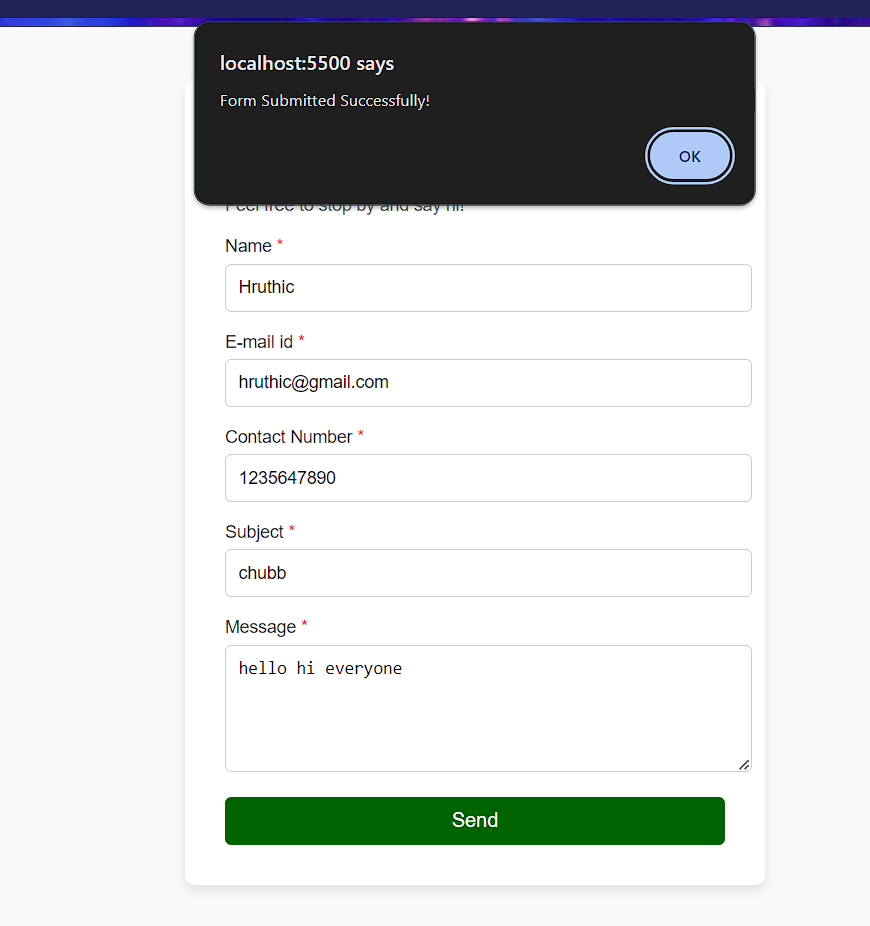 localhost:5500 says
Form Submitted Successfully!
OK
Feel free to stop by and say hi!
Name *
Hruthic
E-mail id *
hruthic@gmail.com
Contact Number *
1235647890
Subject *
chubb
Message *
hello hi everyone
Send